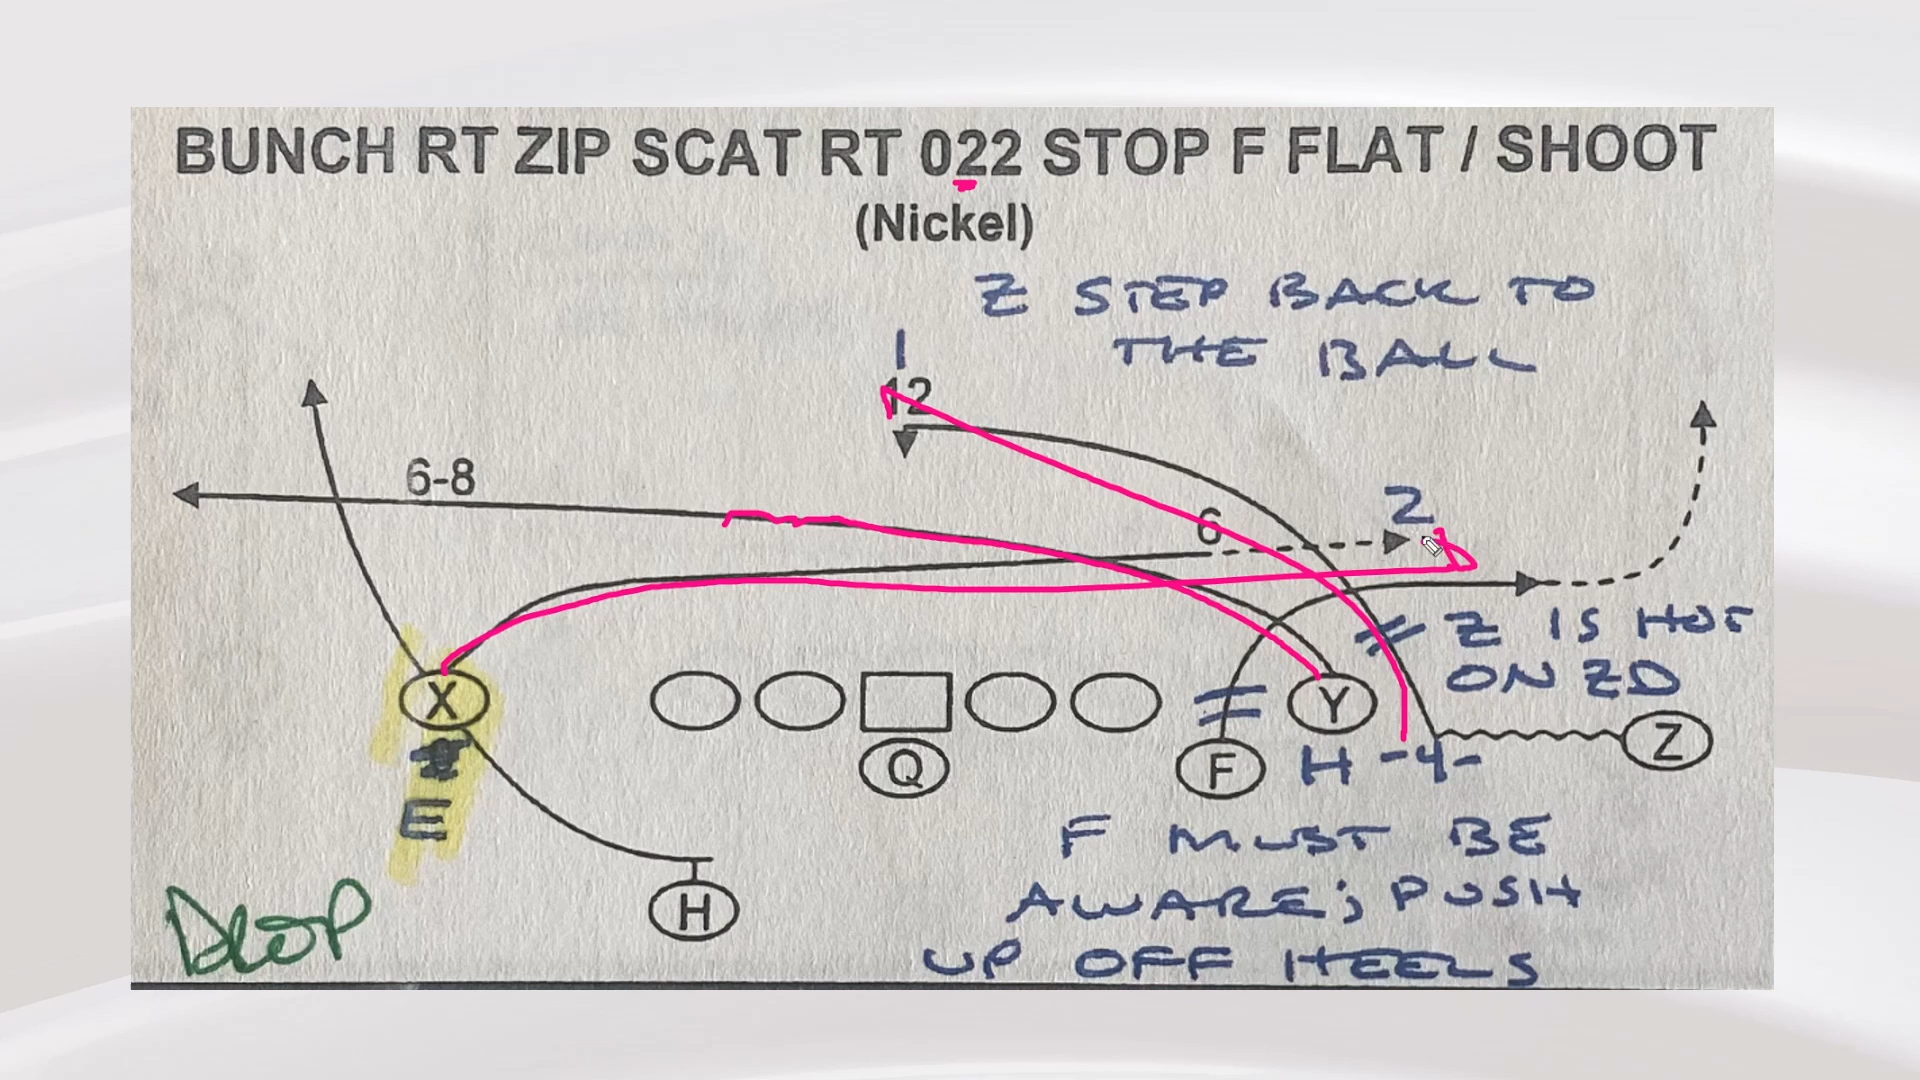 BUNCH RT ZIP SCAT RT 022 STOP F FLAT / SHOOT
(Nickel)
Z STEP BACK TO
THE BALL
1
12
6-8
2
6
= Z IS HOT
ON ZD
X
Y
Z
=
Q
F
H -4-
E
F MUST BE
AWARE; PUSH
UP OFF HEELS
DROP
H